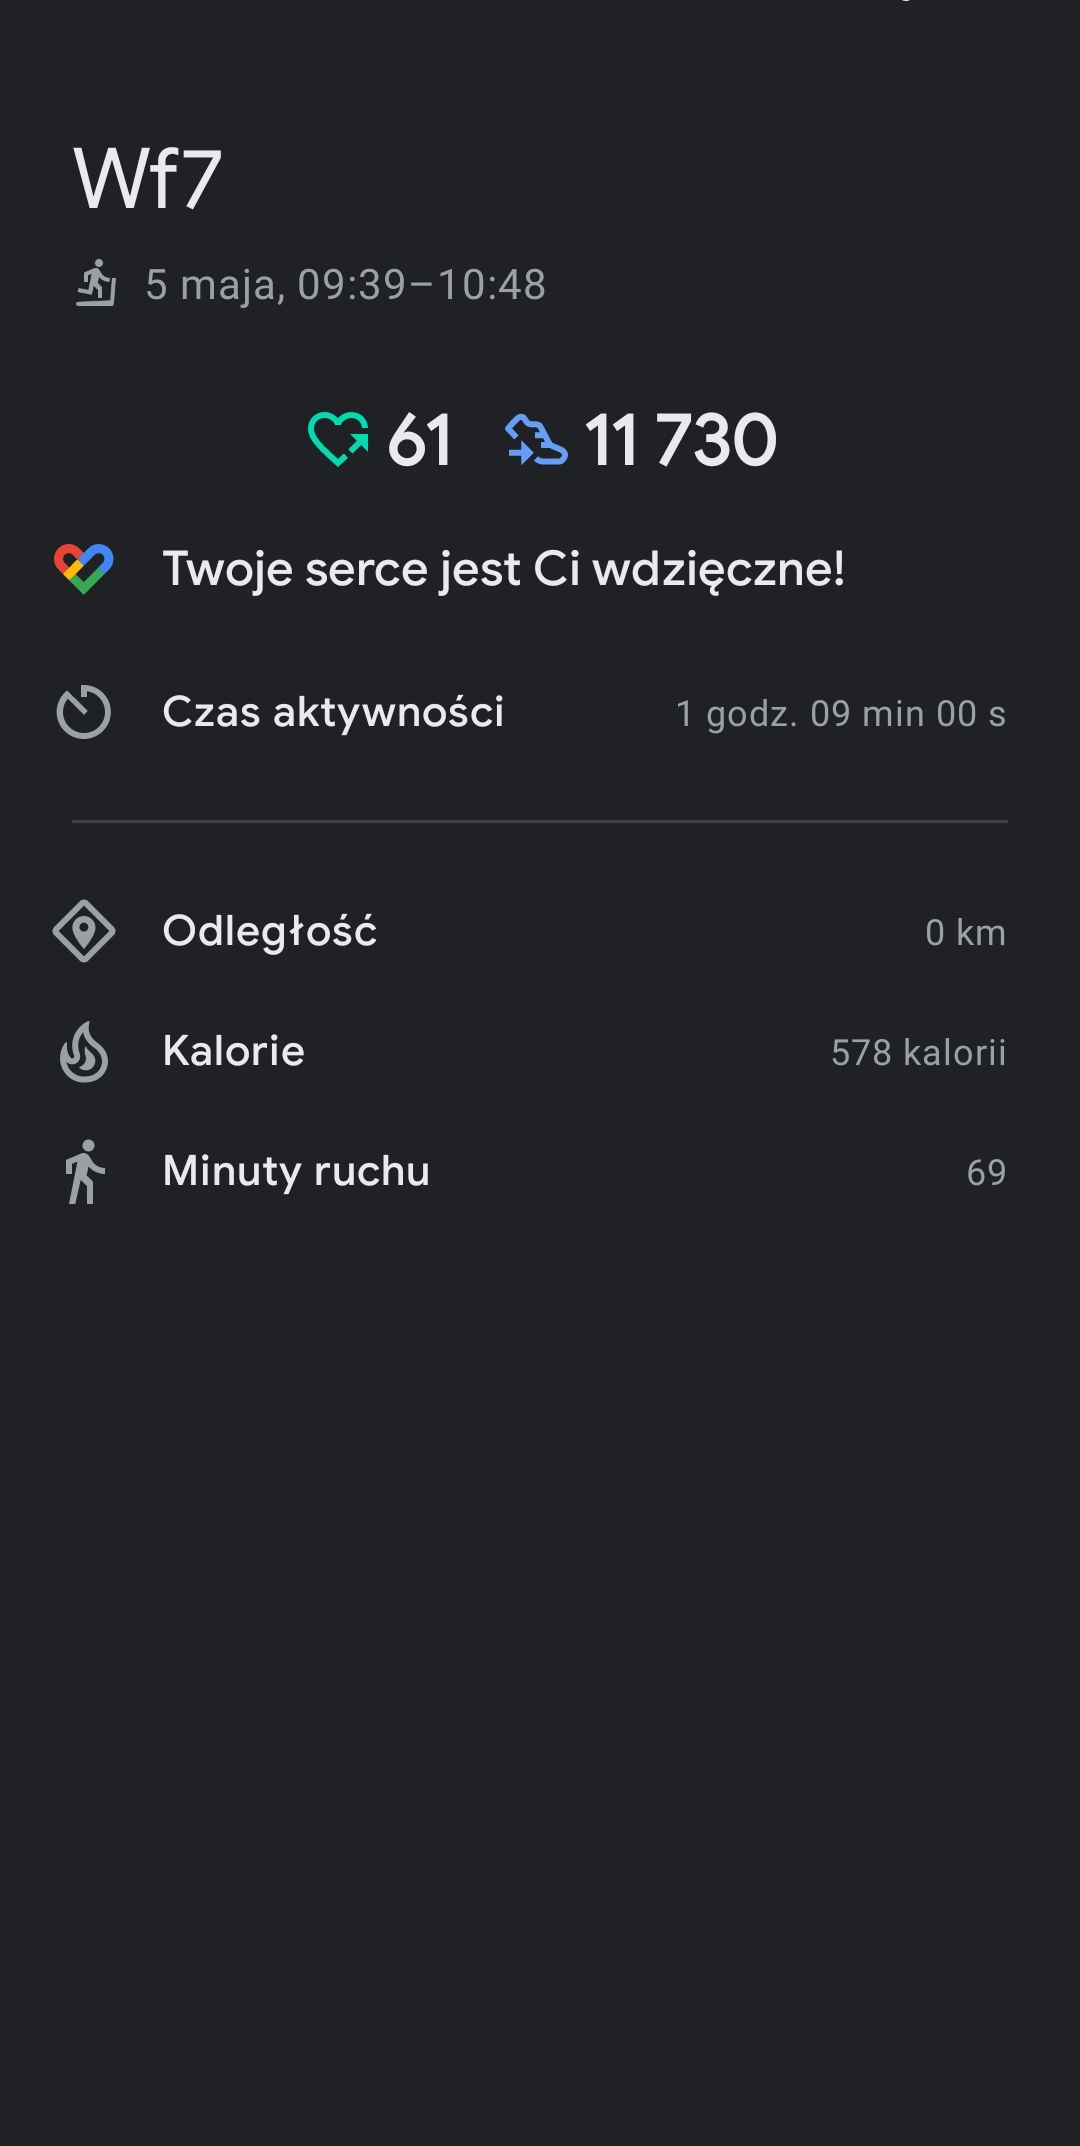 Wf7
5 maja, 09:39–10:48
61 11 730
Twoje serce jest Ci wdzięczne!
Czas aktywności 1 godz. 09 min 00 s
Odległość 0 km
Kalorie 578 kalorii
Minuty ruchu 69